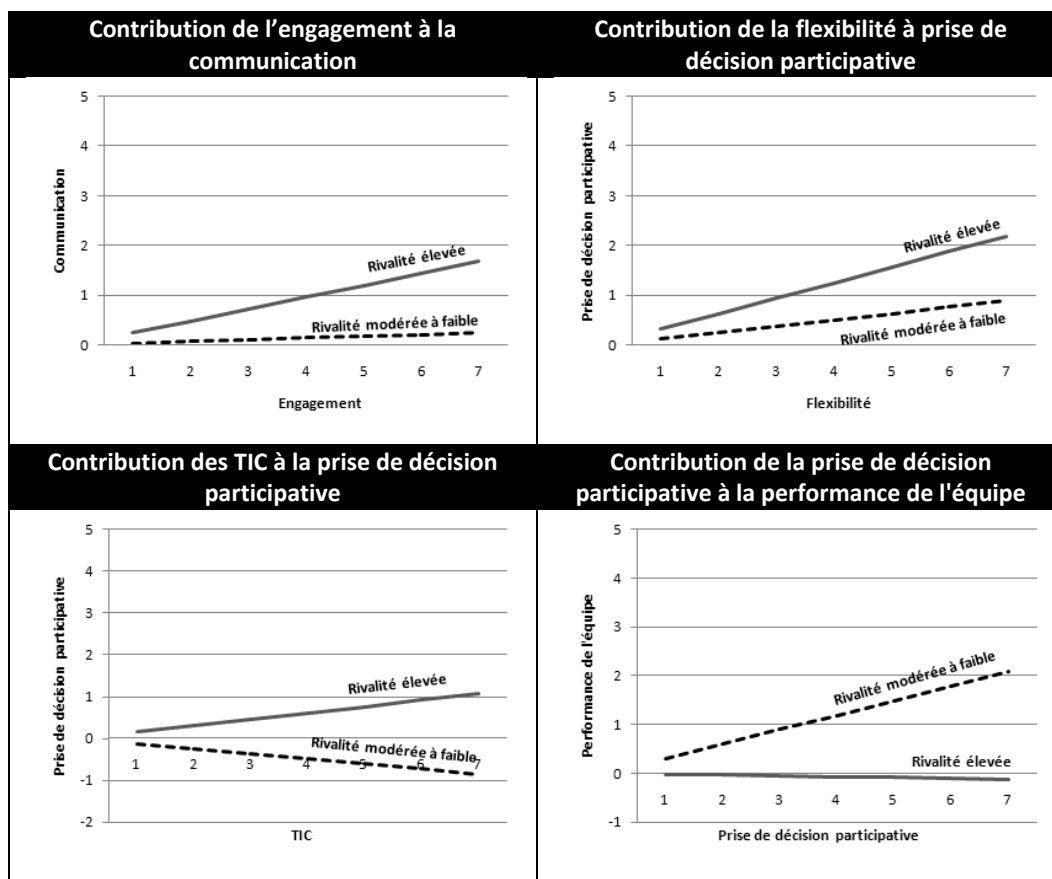 Contribution de l’engagement à la
communication
5
4
3
2
1
0
Communication
Rivalité élevée
Rivalité modérée à faible
1 2 3 4 5 6 7
Engagement
Contribution de la flexibilité à prise de
décision participative
5
4
3
2
1
0
Prise de décision participative
Rivalité élevée
Rivalité modérée à faible
1 2 3 4 5 6 7
Flexibilité
Contribution des TIC à la prise de décision
participative
5
4
3
2
1
0
-1
-2
Prise de décision participative
Rivalité élevée
Rivalité modérée à faible
1 2 3 4 5 6 7
TIC
Contribution de la prise de décision
participative à la performance de l'équipe
5
4
3
2
1
0
-1
Performance de l'équipe
Rivalité modérée à faible
Rivalité élevée
1 2 3 4 5 6 7
Prise de décision participative